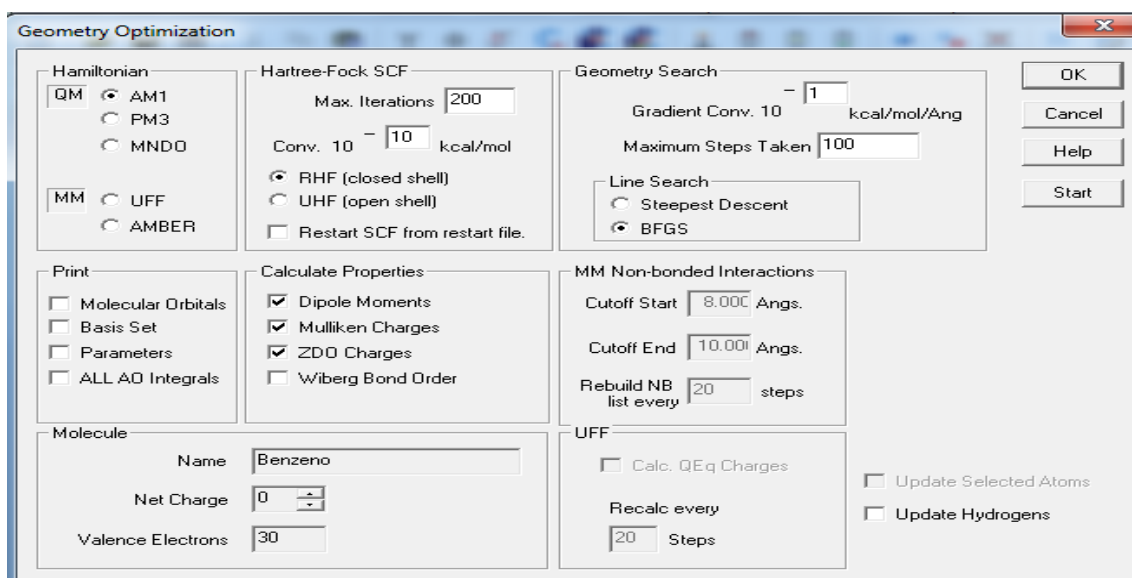 Geometry Optimization
Hamiltonian
QM
AM1
PM3
MNDO
MM
UFF
AMBER
Hartree-Fock SCF
Max. Iterations 200
Conv. 10 - 10 kcal/mol
RHF (closed shell)
UHF (open shell)
Restart SCF from restart file.
Geometry Search
Gradient Conv. 10 - 1 kcal/mol/Ang
Maximum Steps Taken 100
Line Search
Steepest Descent
BFGS
OK
Cancel
Help
Start
Print
Molecular Orbitals
Basis Set
Parameters
ALL AO Integrals
Calculate Properties
Dipole Moments
Mulliken Charges
ZDO Charges
Wiberg Bond Order
MM Non-bonded Interactions
Cutoff Start 8.000 Angs.
Cutoff End 10.000 Angs.
Rebuild NB
list every 20 steps
Molecule
Name Benzeno
Net Charge 0
Valence Electrons 30
UFF
Calc. QEq Charges
Recalc every
20 Steps
Update Selected Atoms
Update Hydrogens